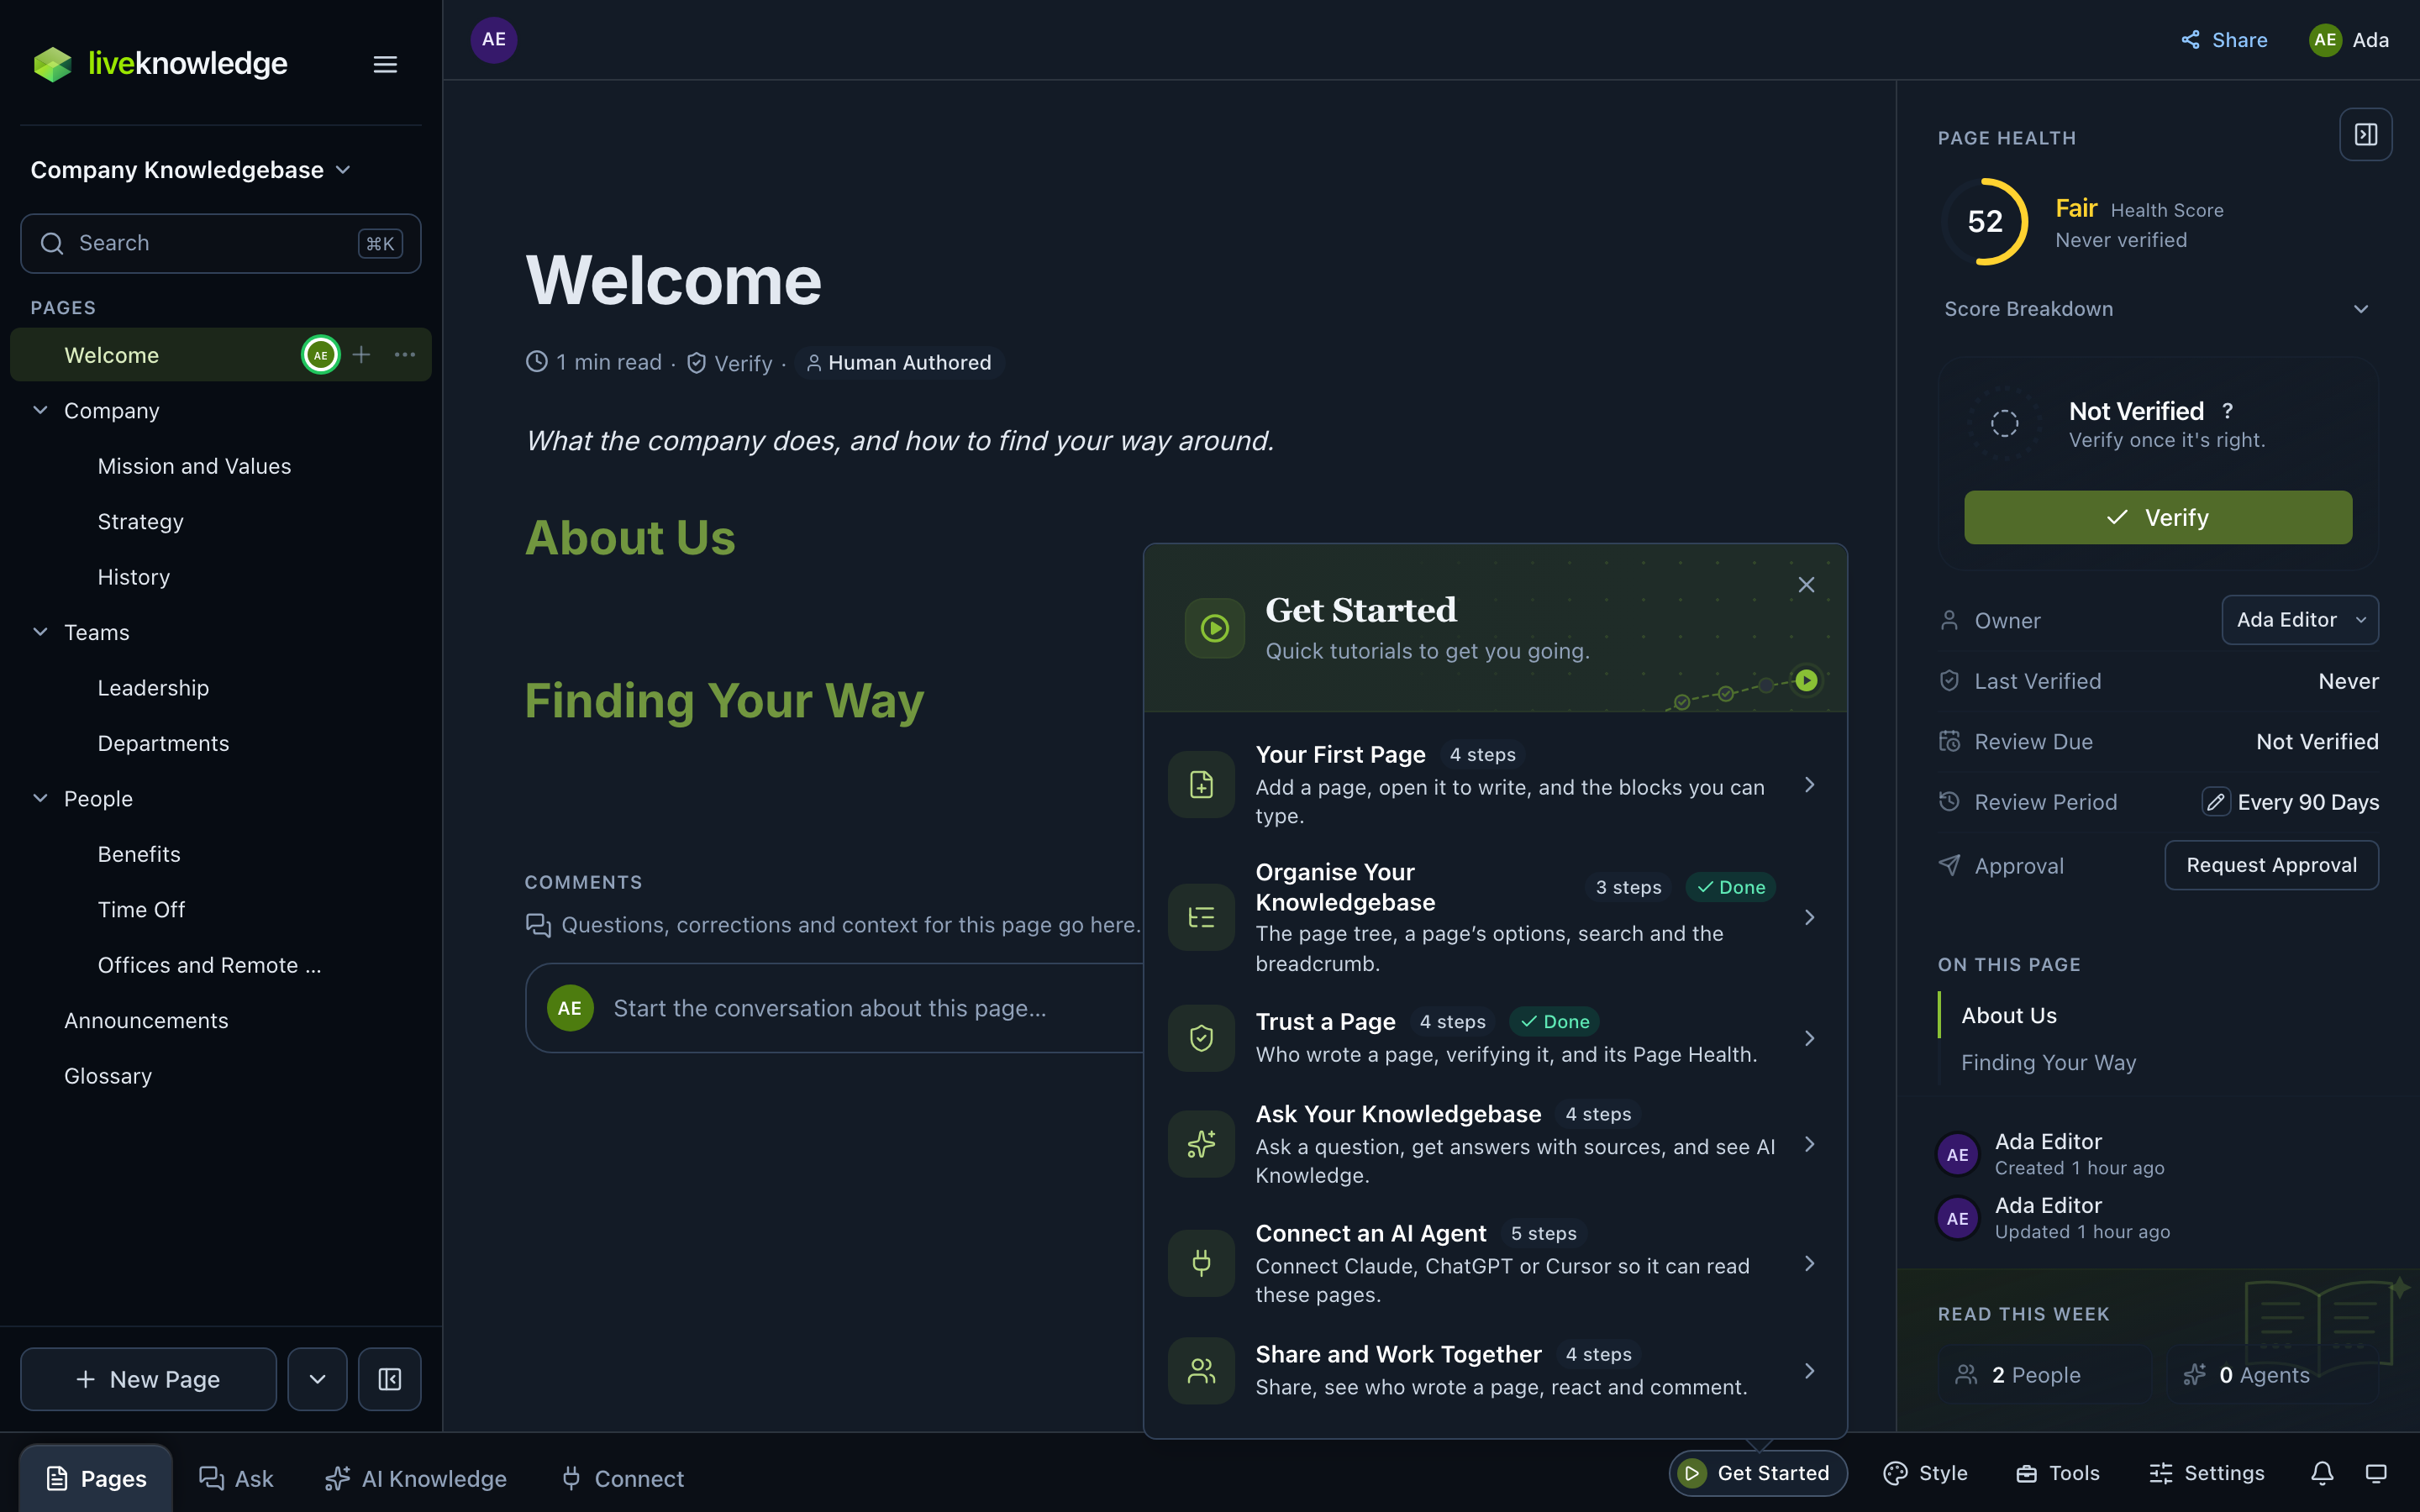 liveknowledge
Company Knowledgebase
Search
⌘K
PAGES
Welcome
AE
Company
Mission and Values
Strategy
History
Teams
Leadership
Departments
People
Benefits
Time Off
Offices and Remote ...
Announcements
Glossary
New Page
AE
Share
AE
Ada
Welcome
1 min read · Verify · Human Authored
What the company does, and how to find your way around.
About Us
Finding Your Way
COMMENTS
Questions, corrections and context for this page go here.
AE
Start the conversation about this page...
Get Started
Quick tutorials to get you going.
Your First Page
4 steps
Add a page, open it to write, and the blocks you can
type.
Organise Your
Knowledgebase
3 steps
Done
The page tree, a page’s options, search and the
breadcrumb.
Trust a Page
4 steps
Done
Who wrote a page, verifying it, and its Page Health.
Ask Your Knowledgebase
4 steps
Ask a question, get answers with sources, and see AI
Knowledge.
Connect an AI Agent
5 steps
Connect Claude, ChatGPT or Cursor so it can read
these pages.
Share and Work Together
4 steps
Share, see who wrote a page, react and comment.
PAGE HEALTH
52
Fair Health Score
Never verified
Score Breakdown
Not Verified ?
Verify once it's right.
Verify
Owner
Ada Editor
Last Verified
Never
Review Due
Not Verified
Review Period
Every 90 Days
Approval
Request Approval
ON THIS PAGE
About Us
Finding Your Way
AE
Ada Editor
Created 1 hour ago
AE
Ada Editor
Updated 1 hour ago
READ THIS WEEK
2 People
0 Agents
Pages
Ask
AI Knowledge
Connect
Get Started
Style
Tools
Settings